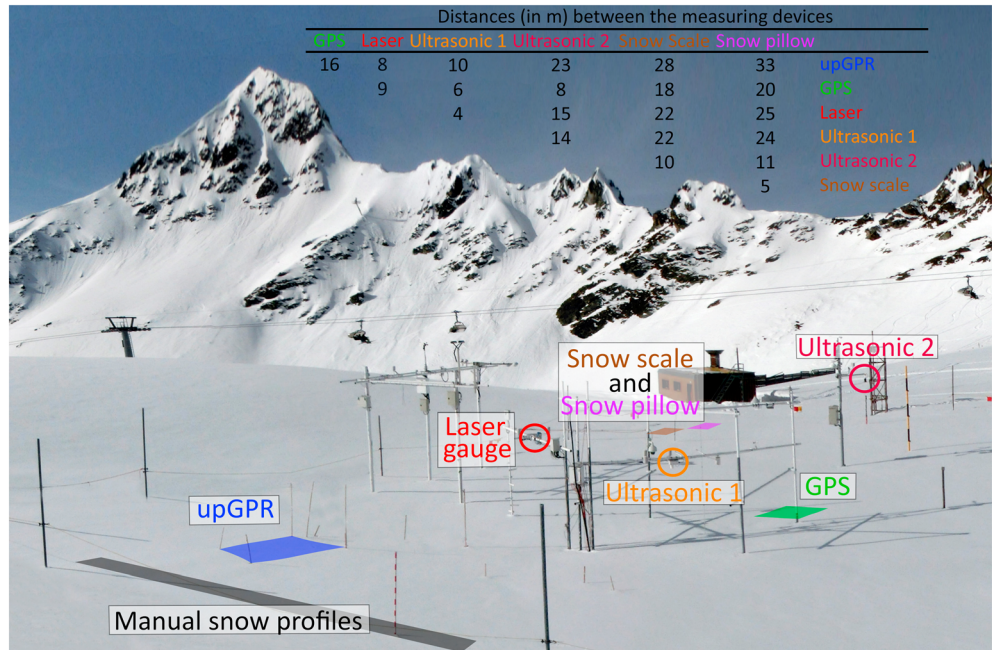 Distances (in m) between the measuring devices
GPS Laser Ultrasonic 1 Ultrasonic 2 Snow Scale Snow pillow
16 8 10 23 28 33 upGPR
9 6 8 18 20 GPS
4 15 22 25 Laser
14 22 24 Ultrasonic 1
10 11 Ultrasonic 2
5 Snow scale
Ultrasonic 2
Snow scale
and
Snow pillow
Laser
gauge
Ultrasonic 1
GPS
upGPR
Manual snow profiles